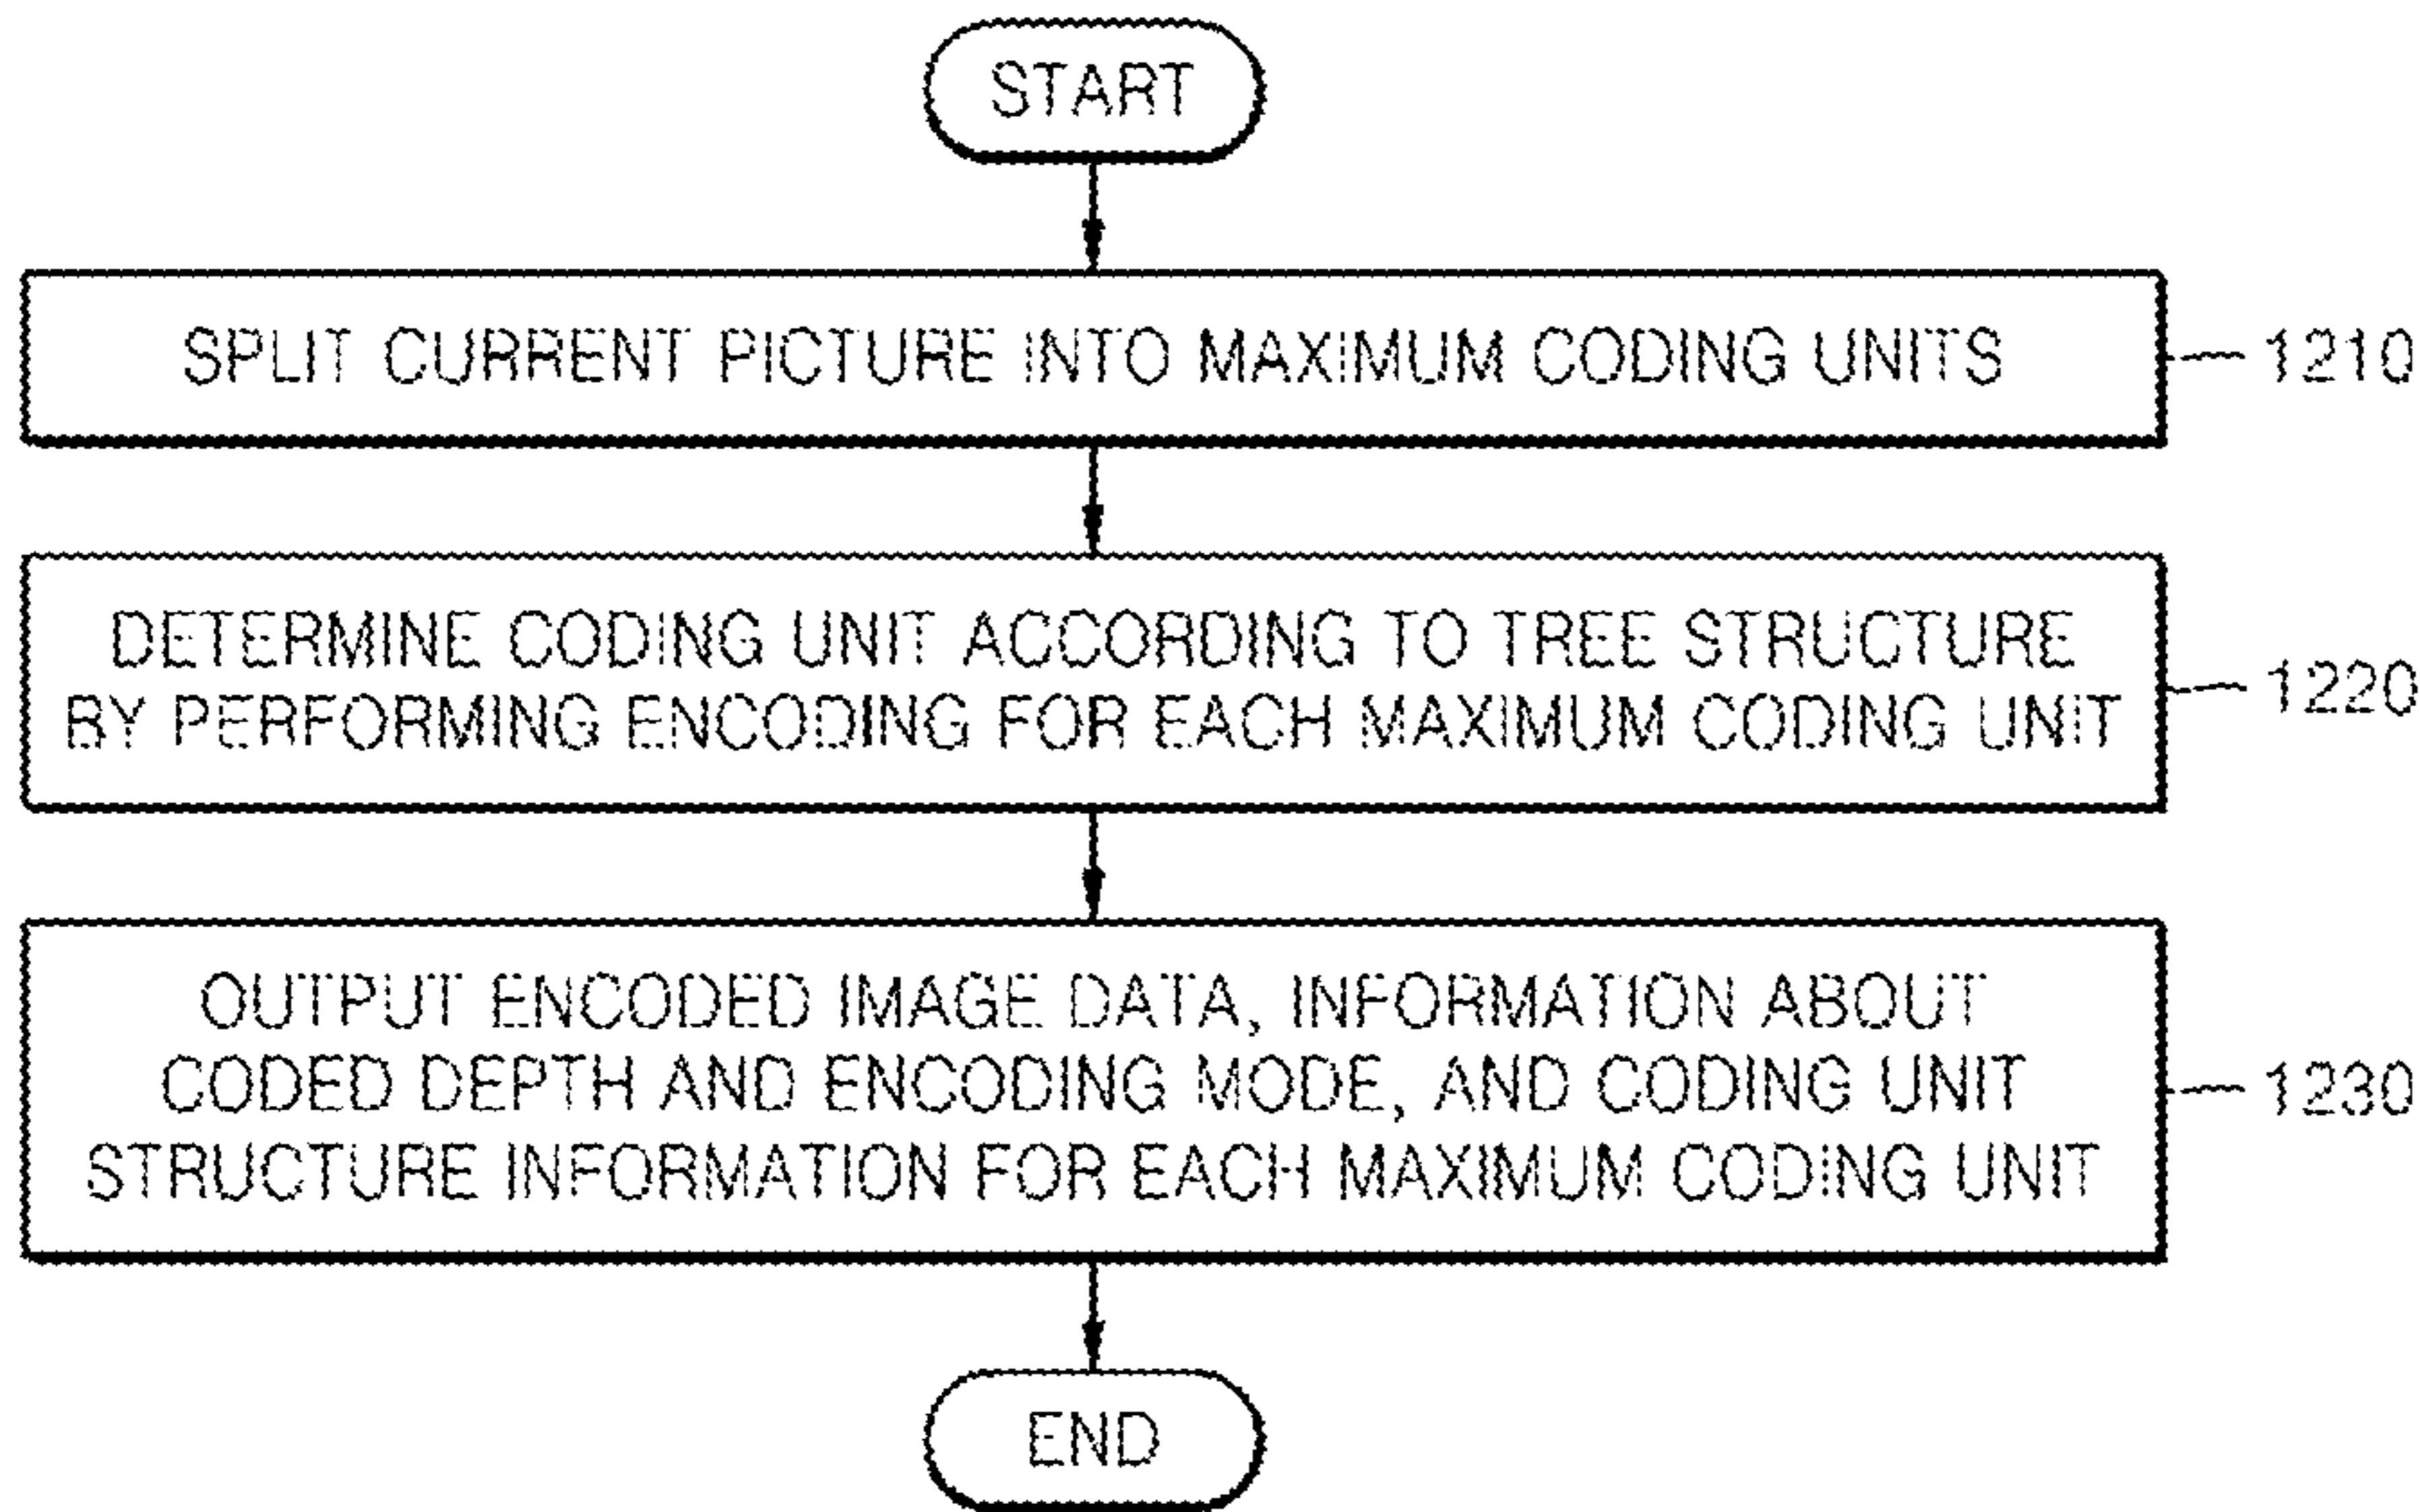 START
SPLIT CURRENT PICTURE INTO MAXIMUM CODING UNITS
1210
DETERMINE CODING UNIT ACCORDING TO TREE STRUCTURE
BY PERFORMING ENCODING FOR EACH MAXIMUM CODING UNIT
1220
OUTPUT ENCODED IMAGE DATA, INFORMATION ABOUT
CODED DEPTH AND ENCODING MODE, AND CODING UNIT
STRUCTURE INFORMATION FOR EACH MAXIMUM CODING UNIT
1230
END